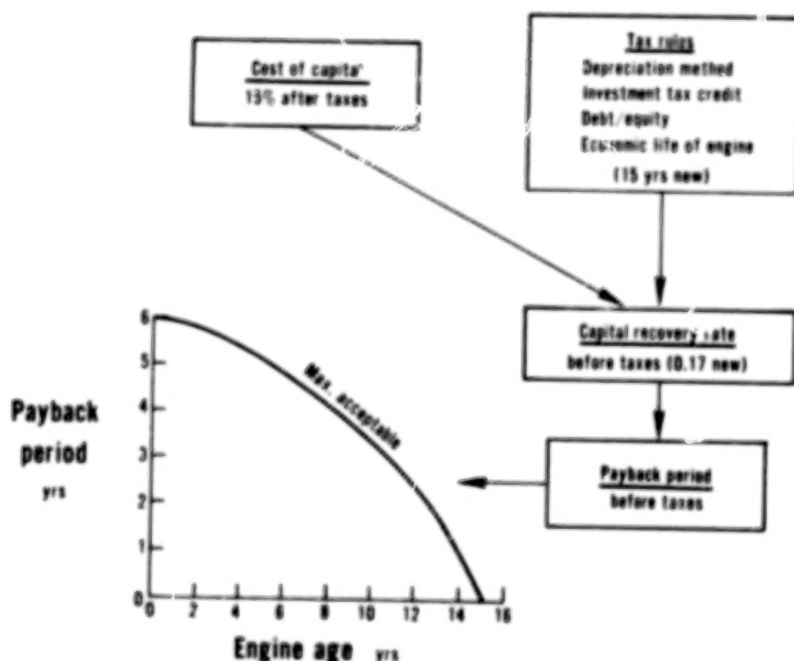 Cost of capital
15% after taxes
Tax rules
Depreciation method
Investment tax credit
Debt/equity
Economic life of engine
(15 yrs new)
Capital recovery rate
before taxes (0.17 new)
Payback period
before taxes
Payback
period
yrs
6
5
4
3
2
1
0
Max. acceptable
0 2 4 6 8 10 12 14 16
Engine age yrs